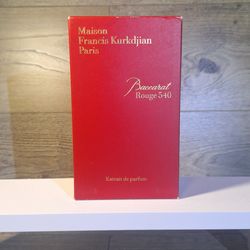 Maison
Francis Kurkdjian
Paris
Baccarat
Rouge 540
Extrait de parfum